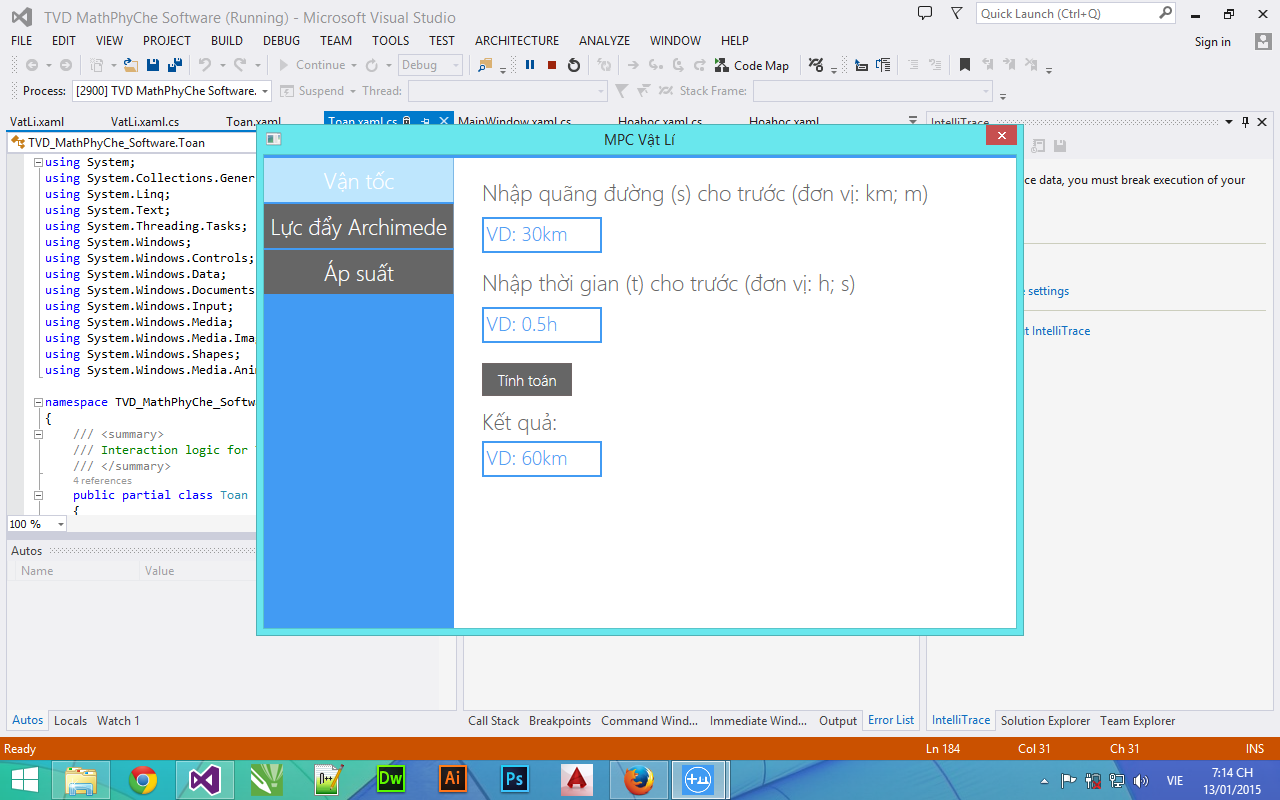 TVD MathPhyChe Software (Running) - Microsoft Visual Studio
Quick Launch (Ctrl+Q)
FILE EDIT VIEW PROJECT BUILD DEBUG TEAM TOOLS TEST ARCHITECTURE ANALYZE WINDOW HELP
Sign in
Continue Debug Code Map
Process: [2900] TVD MathPhyChe Software. Suspend Thread: Stack Frame:
VatLi.xaml VatLi.xaml.cs Toan.xaml Toan.xaml.cs MainWindow.xaml.cs Hoahoc.xaml.cs Hoahoc.xaml IntelliTrace
TVD_MathPhyChe_Software.Toan
MPC Vật Lí
using System;
using System.Collections.Gener
using System.Linq;
using System.Text;
using System.Threading.Tasks;
using System.Windows;
using System.Windows.Controls;
using System.Windows.Data;
using System.Windows.Documents
using System.Windows.Input;
using System.Windows.Media;
using System.Windows.Media.Ima
using System.Windows.Shapes;
using System.Windows.Media.Ani
namespace TVD_MathPhyChe_Softw
{
/// <summary>
/// Interaction logic for
/// </summary>
4 references
public partial class Toan
{
100 %
Vận tốc
Lực đẩy Archimede
Áp suất
Nhập quãng đường (s) cho trước (đơn vị: km; m)
VD: 30km
Nhập thời gian (t) cho trước (đơn vị: h; s)
VD: 0.5h
Tính toán
Kết quả:
VD: 60km
ce data, you must break execution of your
settings
IntelliTrace
Autos
Name Value
Autos Locals Watch 1
Call Stack Breakpoints Command Wind... Immediate Wind... Output Error List
IntelliTrace Solution Explorer Team Explorer
Ready Ln 184 Col 31 Ch 31 INS
Dw Ai Ps
VIE
7:14 CH
13/01/2015